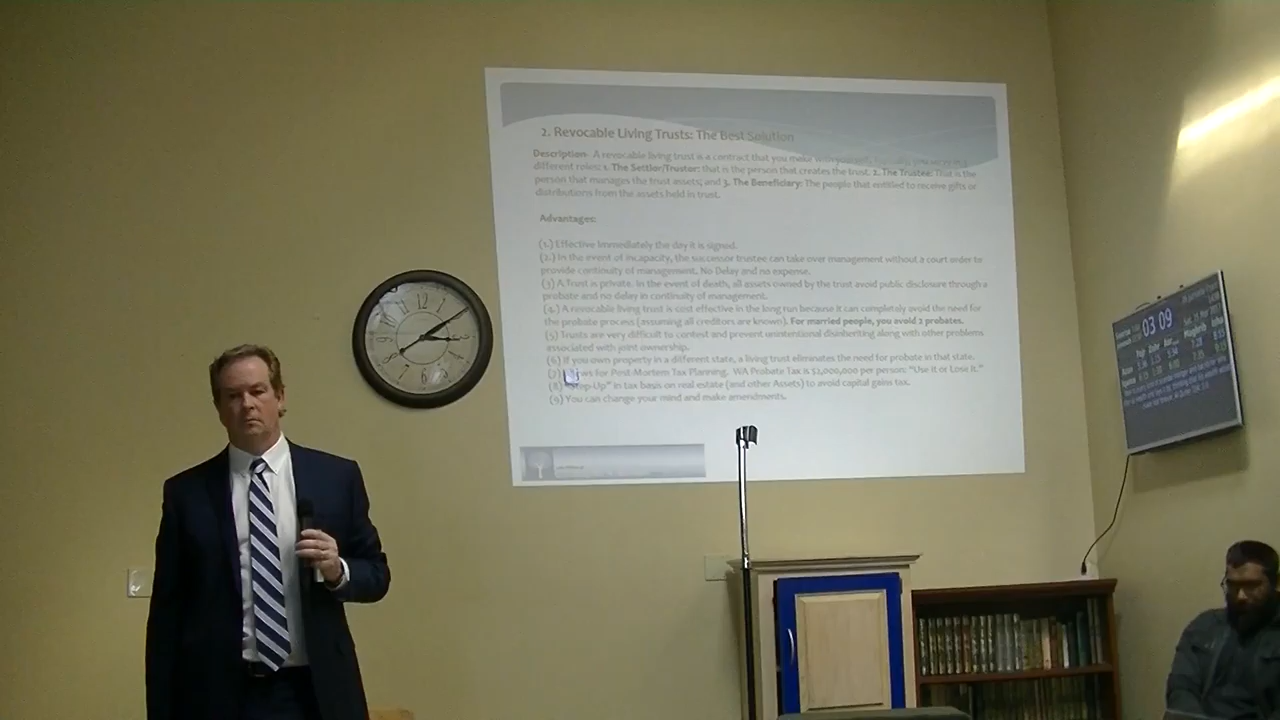 2. Revocable Living Trusts: The Best Solution
Description- A revocable living trust is a contract that you make with
different roles: 1. The Settlor/Trustor: that is the person that creates the trust. 2. The Trustee: That is the
person that manages the trust assets; and 3. The Beneficiary: The people that entitled to receive gifts or
distributions from the assets held in trust.
Advantages:
(1.) Effective immediately the day it is signed.
(2.) In the event of incapacity, the successor trustee can take over management without a court order to
provide continuity of management. No Delay and no expense.
(3) A Trust is private. In the event of death, all assets owned by the trust avoid public disclosure through a
probate and no delay in continuity of management.
(4.) A revocable living trust is cost effective in the long run because it can completely avoid the need for
the probate process (assuming all creditors are known). For married people, you avoid 2 probates.
(5) Trusts are very difficult to contest and prevent unintentional disinheriting along with other problems
associated with joint ownership.
(6) If you own property in a different state, a living trust eliminates the need for probate in that state.
(7) for Post-Mortem Tax Planning. WA Probate Tax is $2,000,000 per person: "Use it or Lose it."
(8) Up" in tax basis on real estate (and other Assets) to avoid capital gains tax.
(9) You can change your mind and make amendments.
12
6
03 09